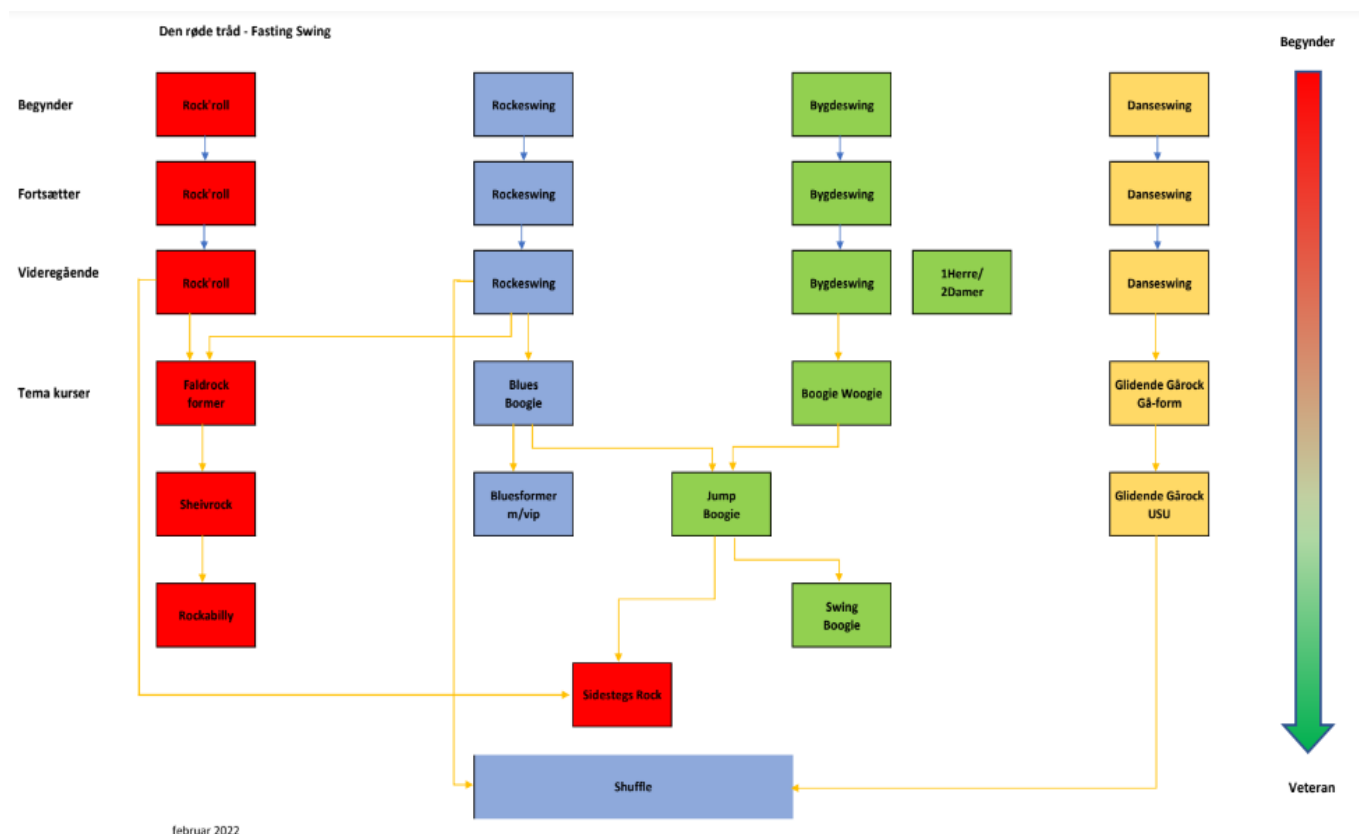 Den røde tråd - Fasting Swing
Begynder
Begynder
Rock'roll
Rockeswing
Bygdeswing
Danseswing
Fortsætter
Rock'roll
Rockeswing
Bygdeswing
Danseswing
Videregående
Rock'roll
Rockeswing
Bygdeswing
1Herre/
2Damer
Danseswing
Tema kurser
Faldrock
former
Blues
Boogie
Boogie Woogie
Glidende Gårock
Gå-form
Sheivrock
Bluesformer
m/vip
Jump
Boogie
Glidende Gårock
USU
Rockabilly
Swing
Boogie
Sidestegs Rock
Shuffle
Veteran
februar 2022